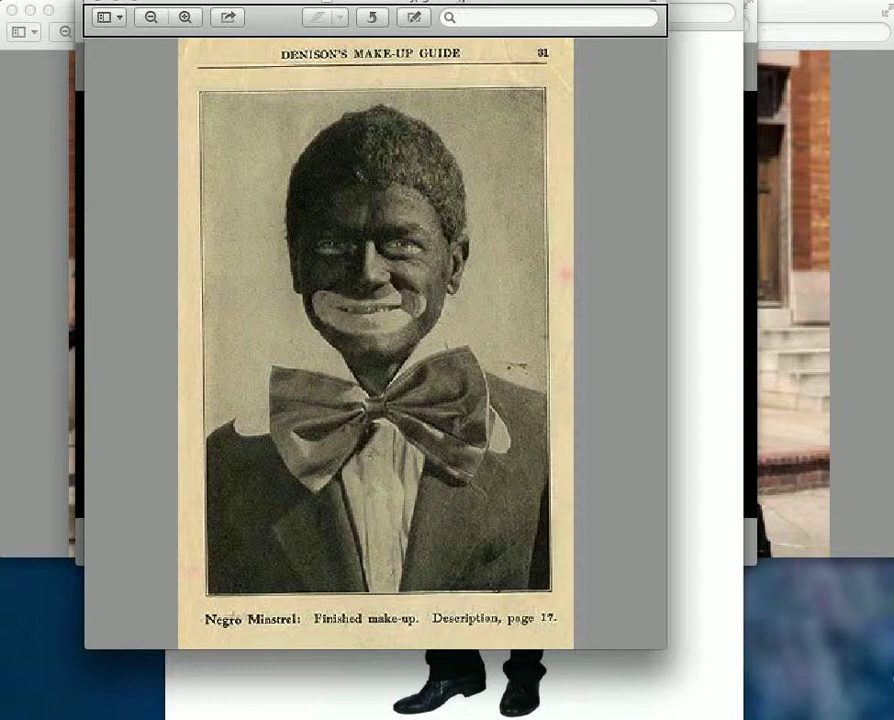 DENISON'S MAKE-UP GUIDE 31
Negro Minstrel: Finished make-up. Description, page 17.